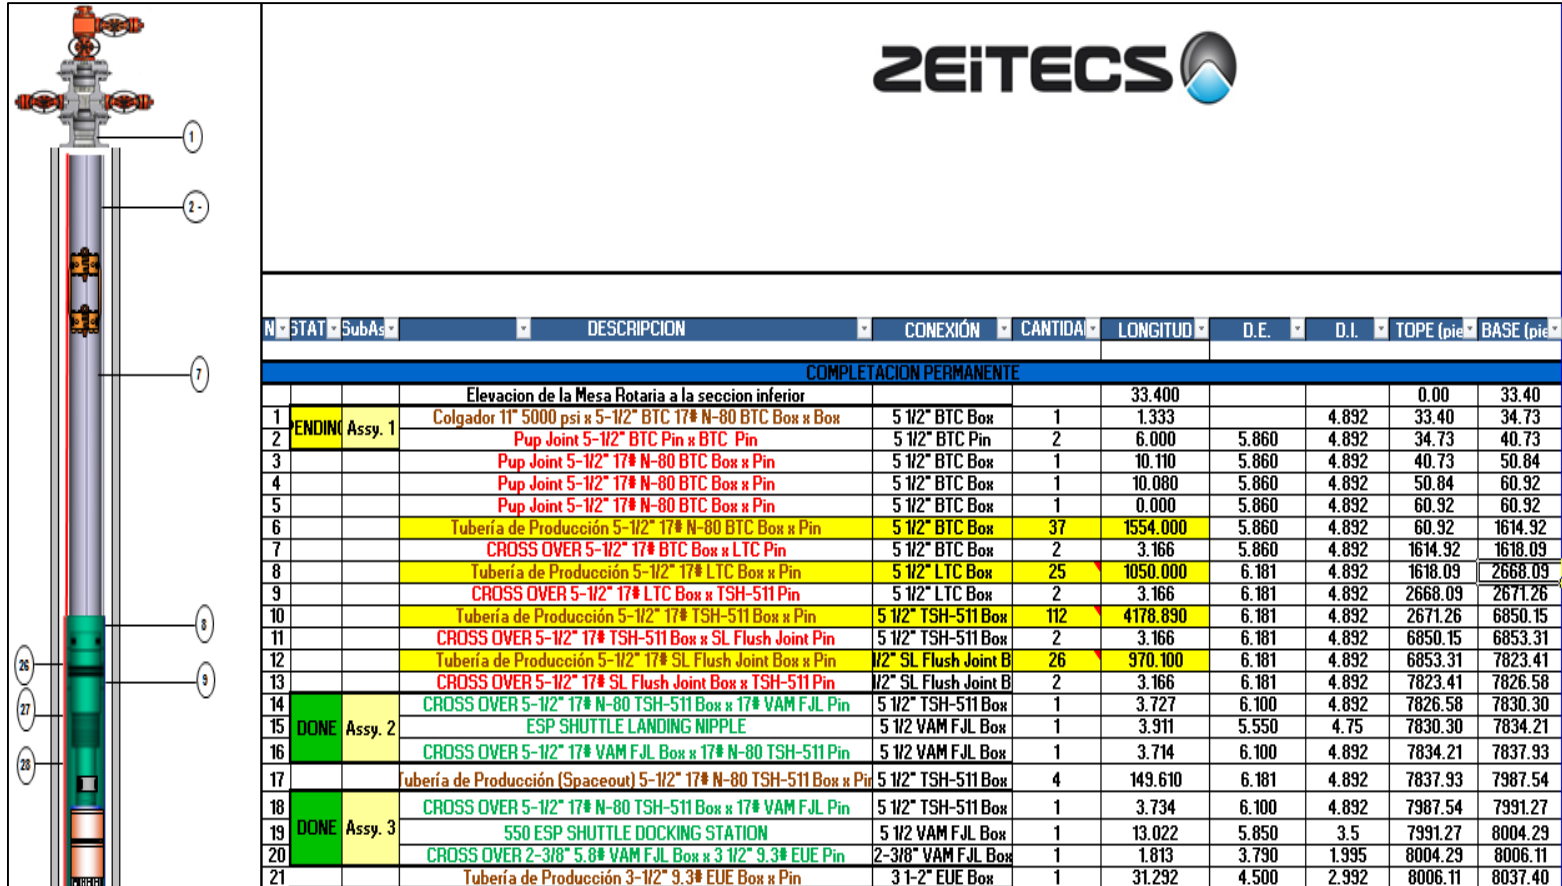 ZEiTECS
1
2 -
7
8
26
9
27
28
N STAT SubAs DESCRIPCION CONEXIÓN CANTIDA LONGITUD D.E. D.I. TOPE (pie BASE (pie
COMPLETACION PERMANENTE
Elevacion de la Mesa Rotaria a la seccion inferior 33.400 0.00 33.40
1 PENDING Assy. 1 Colgador 11" 5000 psi x 5-1/2" BTC 17# N-80 BTC Box x Box 5 1/2" BTC Box 1 1.333 4.892 33.40 34.73
2 Pup Joint 5-1/2" BTC Pin x BTC Pin 5 1/2" BTC Pin 2 6.000 5.860 4.892 34.73 40.73
3 Pup Joint 5-1/2" 17# N-80 BTC Box x Pin 5 1/2" BTC Box 1 10.110 5.860 4.892 40.73 50.84
4 Pup Joint 5-1/2" 17# N-80 BTC Box x Pin 5 1/2" BTC Box 1 10.080 5.860 4.892 50.84 60.92
5 Pup Joint 5-1/2" 17# N-80 BTC Box x Pin 5 1/2" BTC Box 1 0.000 5.860 4.892 60.92 60.92
6 Tubería de Producción 5-1/2" 17# N-80 BTC Box x Pin 5 1/2" BTC Box 37 1554.000 5.860 4.892 60.92 1614.92
7 CROSS OVER 5-1/2" 17# BTC Box x LTC Pin 5 1/2" BTC Box 2 3.166 5.860 4.892 1614.92 1618.09
8 Tubería de Producción 5-1/2" 17# LTC Box x Pin 5 1/2" LTC Box 25 1050.000 6.181 4.892 1618.09 2668.09
9 CROSS OVER 5-1/2" 17# LTC Box x TSH-511 Pin 5 1/2" LTC Box 2 3.166 6.181 4.892 2668.09 2671.26
10 Tubería de Producción 5-1/2" 17# TSH-511 Box x Pin 5 1/2" TSH-511 Box 112 4178.890 6.181 4.892 2671.26 6850.15
11 CROSS OVER 5-1/2" 17# TSH-511 Box x SL Flush Joint Pin 5 1/2" TSH-511 Box 2 3.166 6.181 4.892 6850.15 6853.31
12 Tubería de Producción 5-1/2" 17# SL Flush Joint Box x Pin 1/2" SL Flush Joint B 26 970.100 6.181 4.892 6853.31 7823.41
13 CROSS OVER 5-1/2" 17# SL Flush Joint Box x TSH-511 Pin 1/2" SL Flush Joint B 2 3.166 6.181 4.892 7823.41 7826.58
14 CROSS OVER 5-1/2" 17# N-80 TSH-511 Box x 17# VAM FJL Pin 5 1/2" TSH-511 Box 1 3.727 6.100 4.892 7826.58 7830.30
15 DONE Assy. 2 ESP SHUTTLE LANDING NIPPLE 5 1/2 VAM FJL Box 1 3.911 5.550 4.75 7830.30 7834.21
16 CROSS OVER 5-1/2" 17# VAM FJL Box x 17# N-80 TSH-511 Pin 5 1/2 VAM FJL Box 1 3.714 6.100 4.892 7834.21 7837.93
17 Tubería de Producción (Spaceout) 5-1/2" 17# N-80 TSH-511 Box x Pin 5 1/2" TSH-511 Box 4 149.610 6.181 4.892 7837.93 7987.54
18 CROSS OVER 5-1/2" 17# N-80 TSH-511 Box x 17# VAM FJL Pin 5 1/2" TSH-511 Box 1 3.734 6.100 4.892 7987.54 7991.27
19 DONE Assy. 3 550 ESP SHUTTLE DOCKING STATION 5 1/2 VAM FJL Box 1 13.022 5.850 3.5 7991.27 8004.29
20 CROSS OVER 2-3/8" 5.8# VAM FJL Box x 3 1/2" 9.3# EUE Pin 2-3/8" VAM FJL Box 1 1.813 3.790 1.995 8004.29 8006.11
21 Tubería de Producción 3-1/2" 9.3# EUE Box x Pin 3 1-2" EUE Box 1 31.292 4.500 2.992 8006.11 8037.40